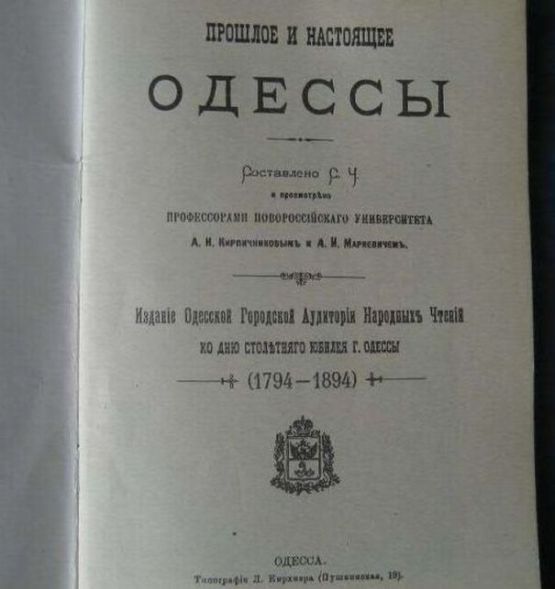 ПРОШЛОЕ И НАСТОЯЩЕЕ
ОДЕССЫ
Составлено С. Ч
и просмотрѣно
ПРОФЕССОРАМИ НОВОРОССІЙСКАГО УНИВЕРСИТЕТА
А. И. Кирпичниковымъ и А. И. Маркевичемъ.
Изданіе Одесской Городской Аудиторіи Народныхъ Чтеній
КО ДНЮ СТОЛѢТНЯГО ЮБИЛЕЯ Г. ОДЕССЫ
(1794—1894)
ОДЕССА.
Типографія Л. Кирхнера (Пушкинская, 19).